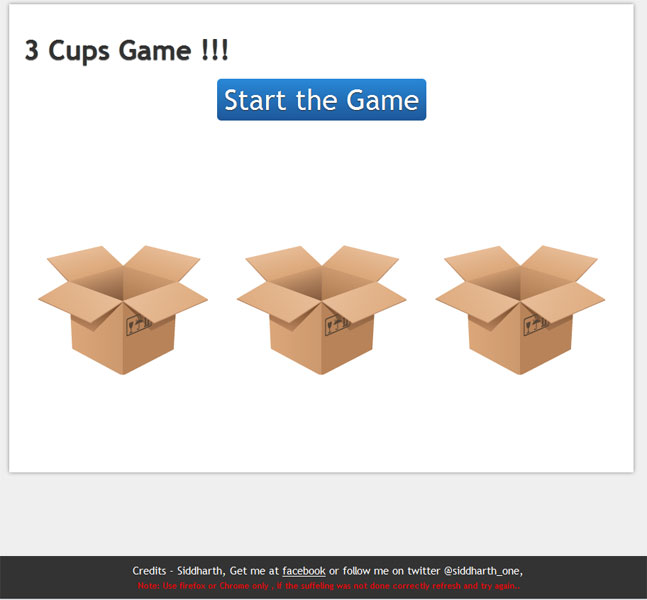 3 Cups Game !!!
Start the Game
Credits - Siddharth, Get me at facebook or follow me on twitter @siddharth_one,
Note: Use firefox or Chrome only , If the suffeling was not done correctly refresh and try again..